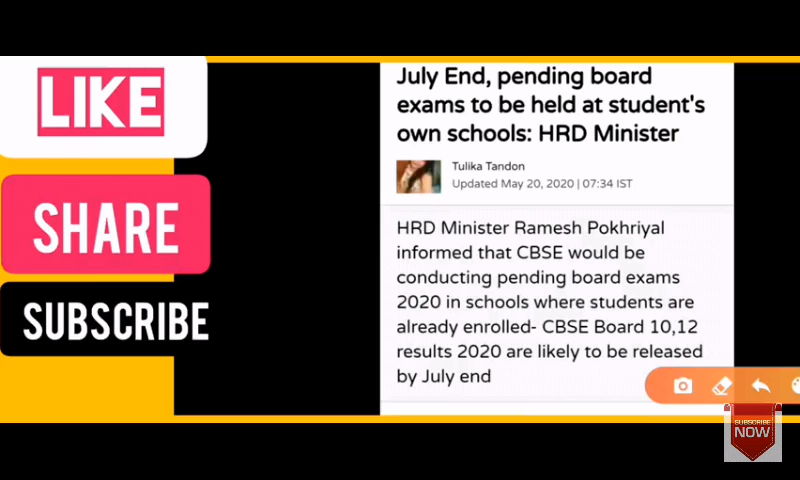 LIKE
SHARE
SUBSCRIBE
July End, pending board
exams to be held at student's
own schools: HRD Minister
Tulika Tandon
Updated May 20, 2020 | 07:34 IST
HRD Minister Ramesh Pokhriyal
informed that CBSE would be
conducting pending board exams
2020 in schools where students are
already enrolled- CBSE Board 10,12
results 2020 are likely to be released
by July end
SUBSCRIBE
NOW